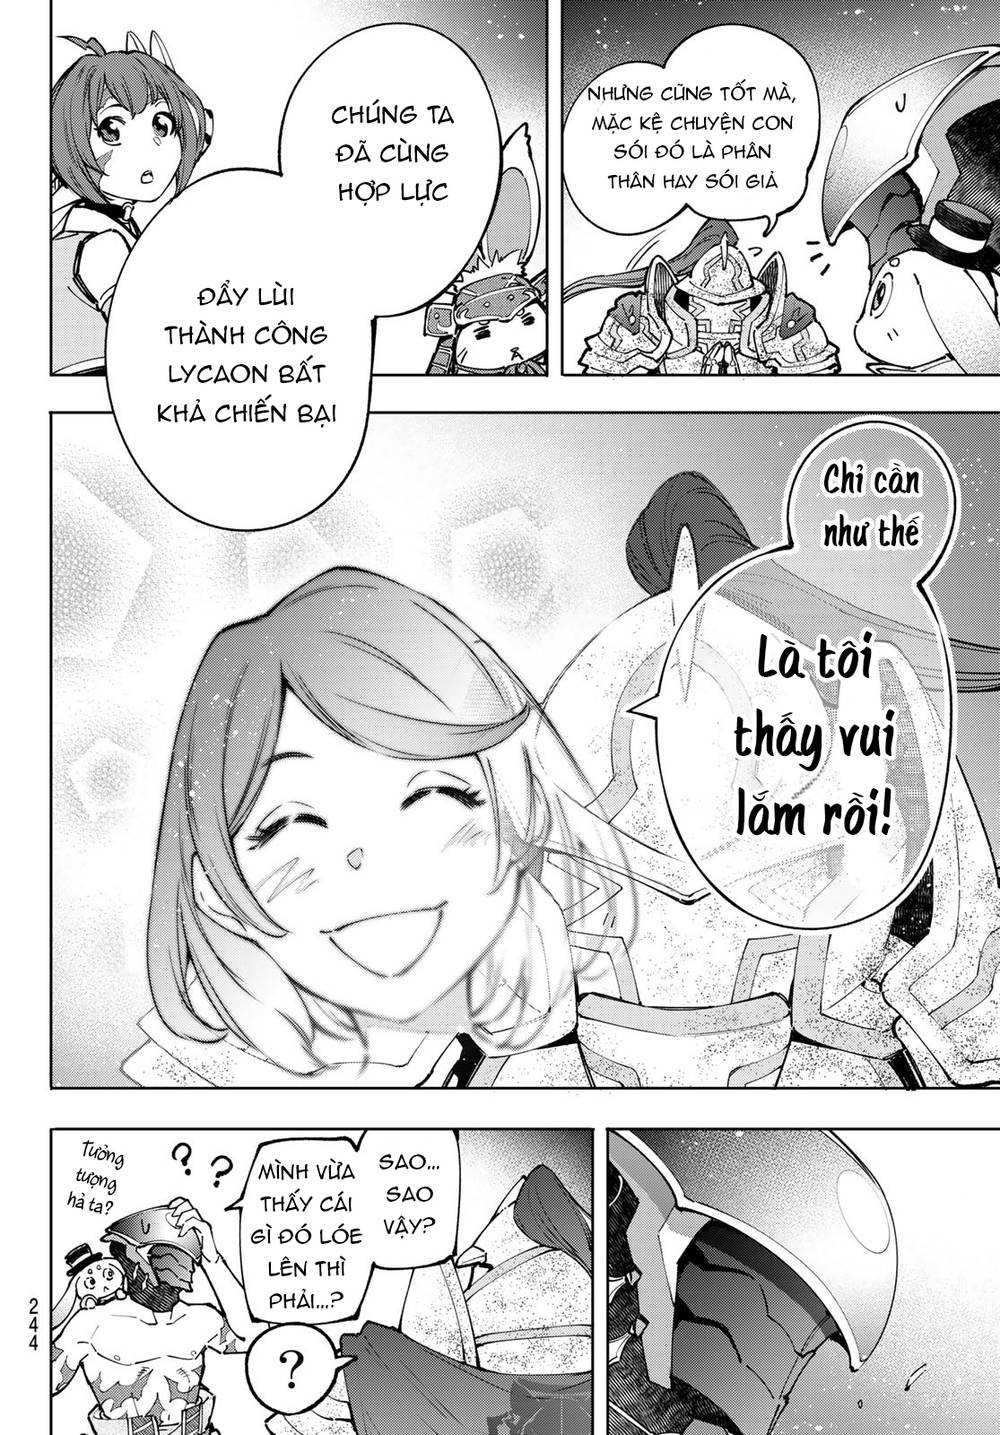 NHƯNG CŨNG TỐT MÀ,
MẶC KỆ CHUYỆN CON
SÓI ĐÓ LÀ PHÂN
THÂN HAY SÓI GIẢ
CHÚNG TA
ĐÃ CÙNG
HỢP LỰC
ĐẨY LÙI
THÀNH CÔNG
LYCAON BẤT
KHẢ CHIẾN BẠI
Chỉ cần
như thế
Là tôi
thấy vui
lắm rồi!
SAO...
SAO
VẬY?
MÌNH VỪA
THẤY CÁI
GÌ ĐÓ LÓE
LÊN THÌ
PHẢI...?
?
? ?
Tưởng
tượng
hả ta?
244